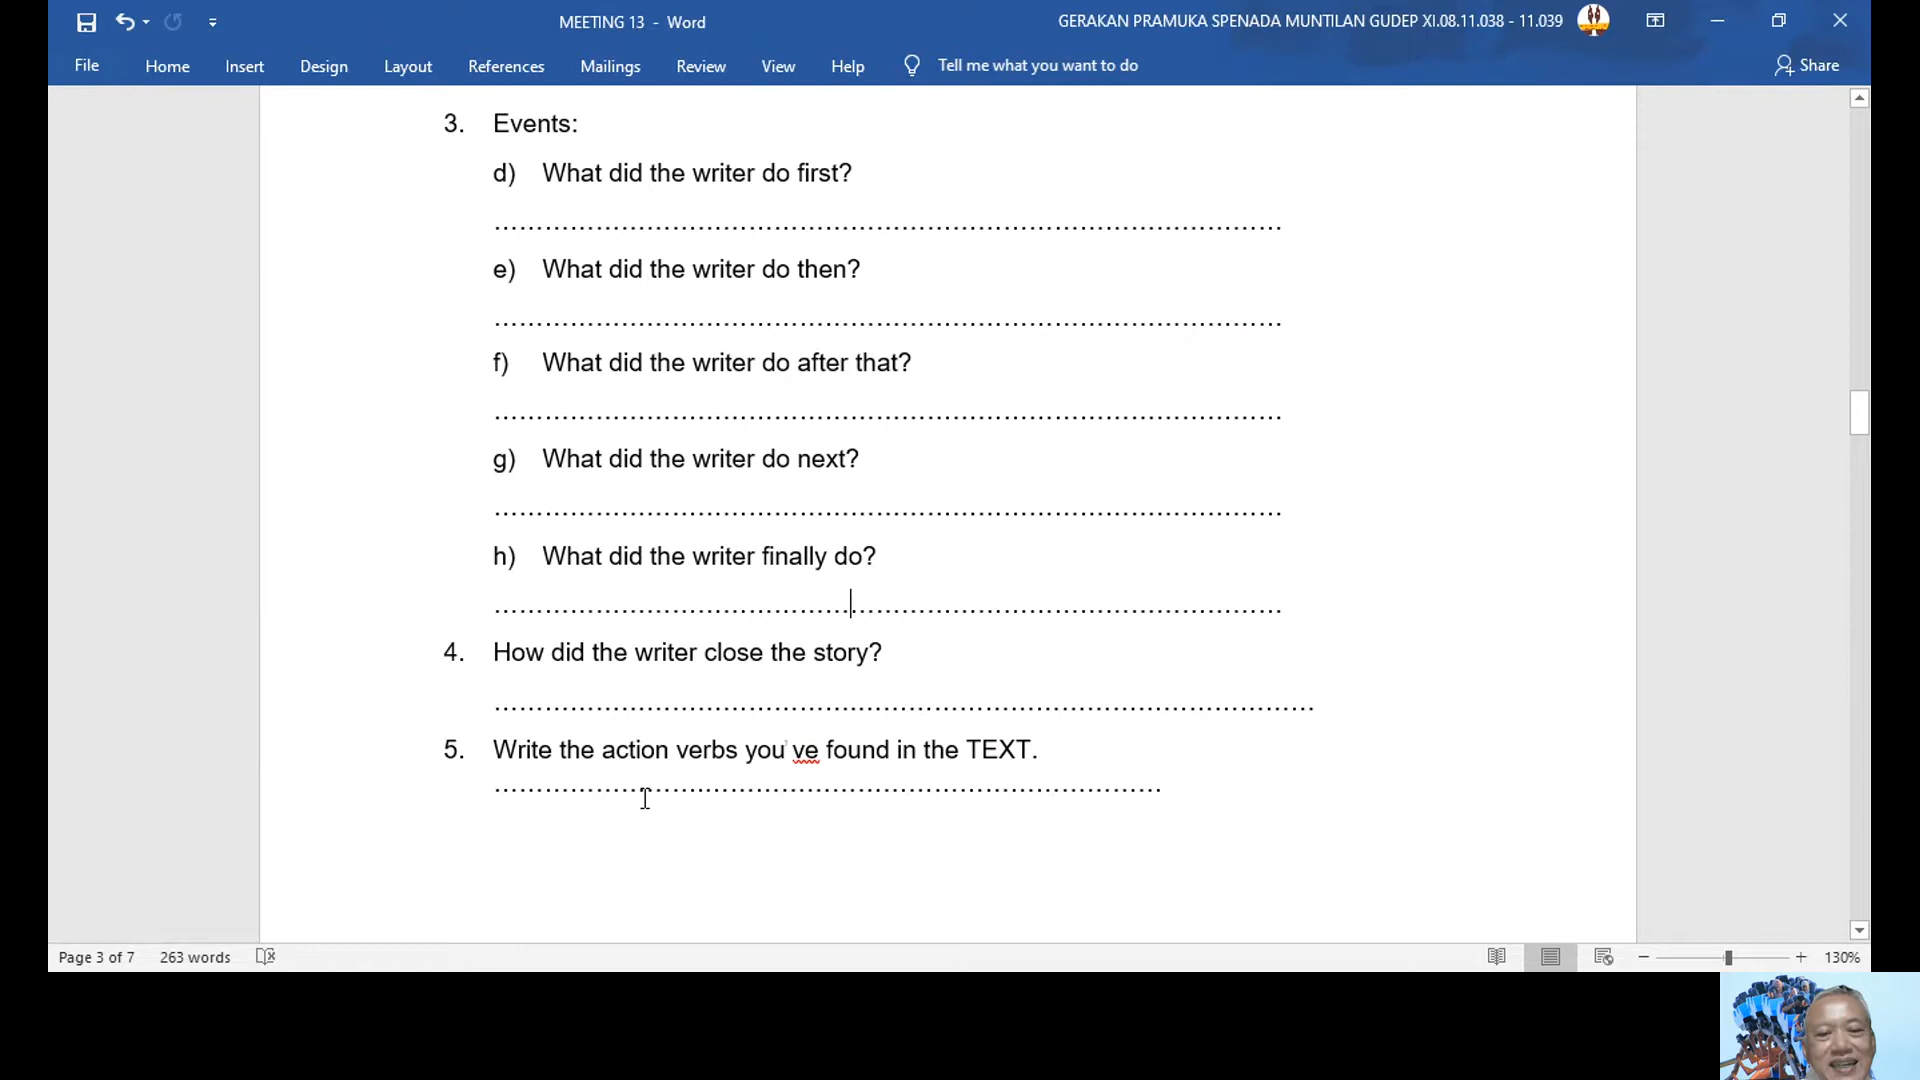 MEETING 13 - Word
GERAKAN PRAMUKA SPENADA MUNTILAN GUDEP XI.08.11.038 - 11.039
File Home Insert Design Layout References Mailings Review View Help Tell me what you want to do Share
3. Events:
d) What did the writer do first?
……………………………………………………………………………
e) What did the writer do then?
……………………………………………………………………………
f) What did the writer do after that?
……………………………………………………………………………
g) What did the writer do next?
……………………………………………………………………………
h) What did the writer finally do?
……………………………………………………………………………
4. How did the writer close the story?
………………………………………………………………………………
5. Write the action verbs you've found in the TEXT.
…………………………………………………………………
Page 3 of 7 263 words 130%